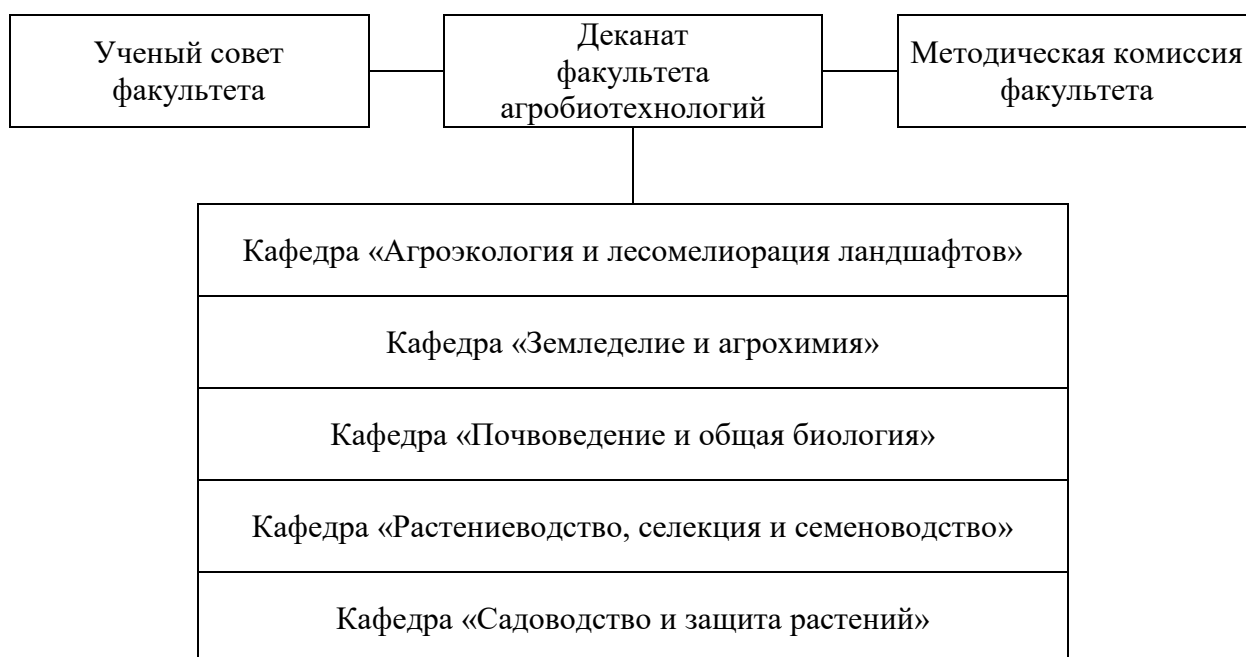 Ученый совет
факультета
Деканат
факультета
агробиотехнологий
Методическая комиссия
факультета
Кафедра «Агроэкология и лесомелиорация ландшафтов»
Кафедра «Земледелие и агрохимия»
Кафедра «Почвоведение и общая биология»
Кафедра «Растениеводство, селекция и семеноводство»
Кафедра «Садоводство и защита растений»